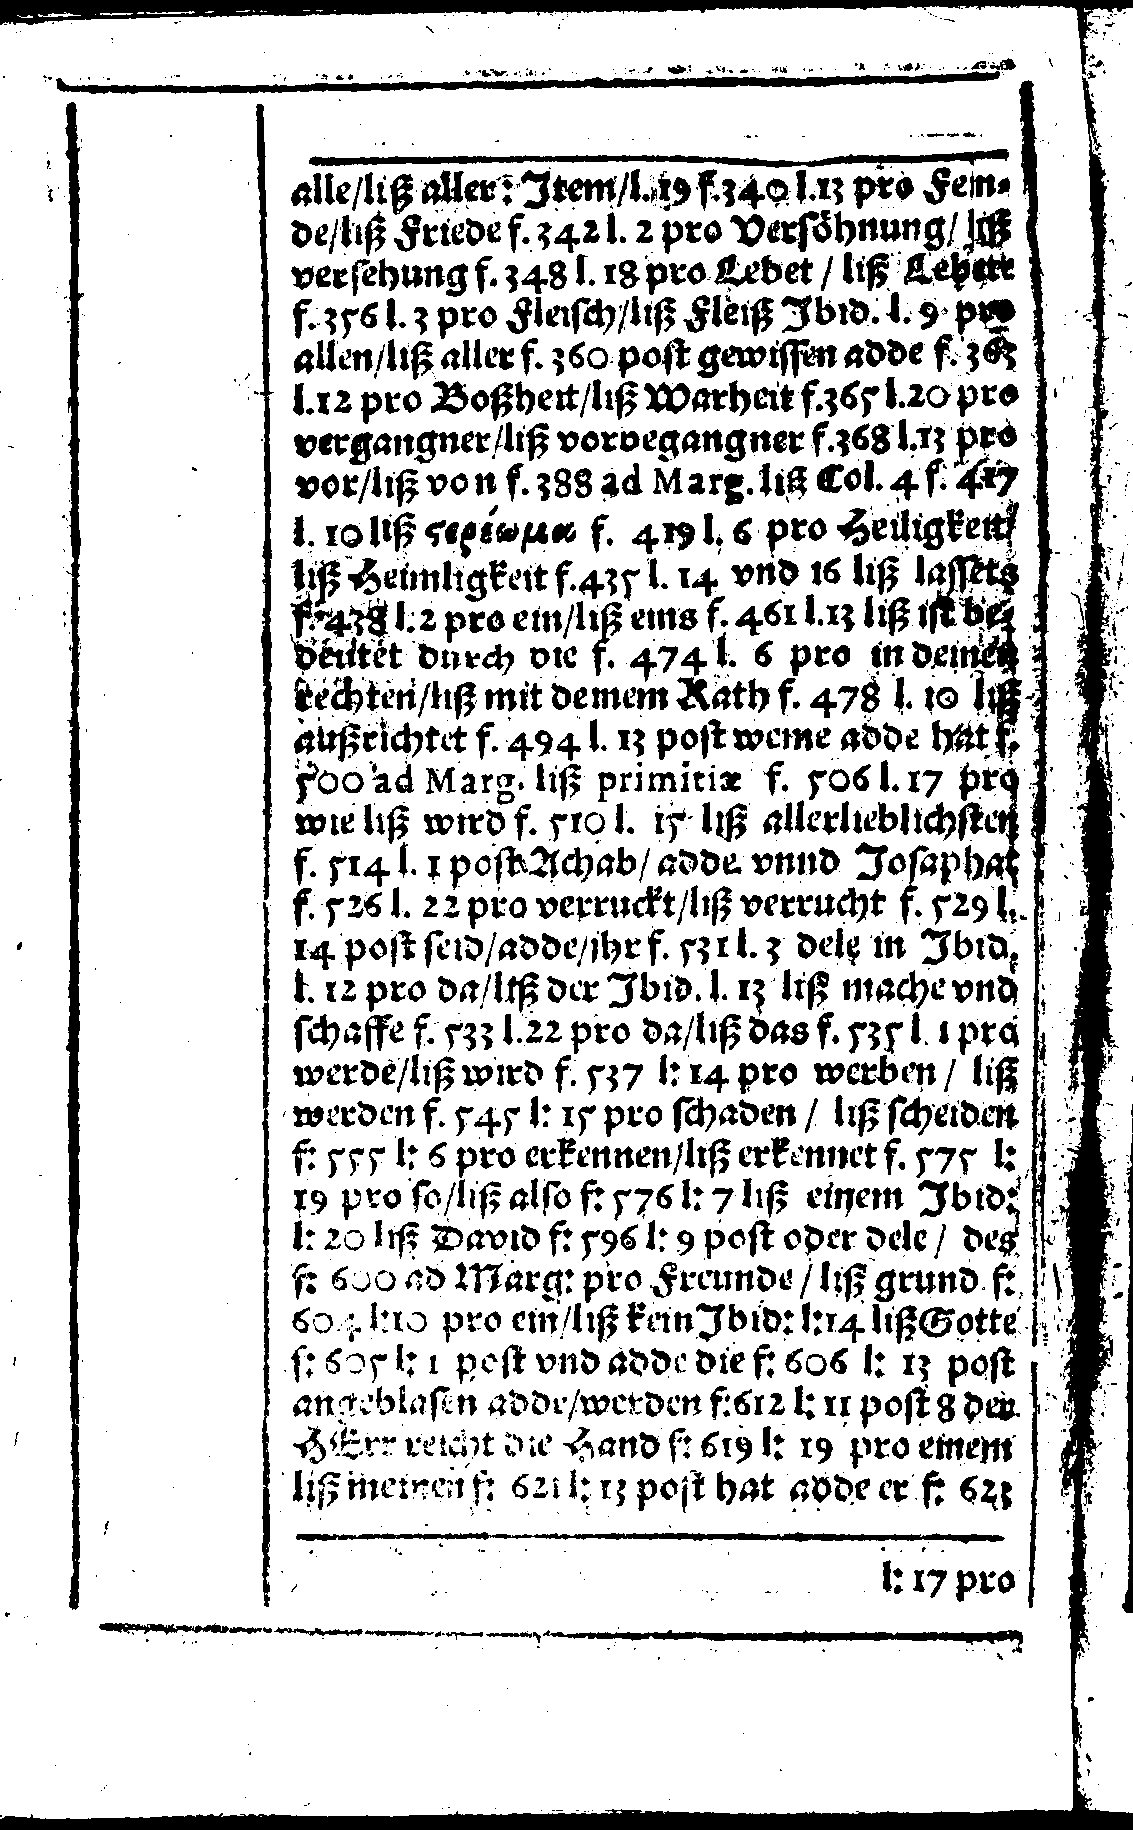 alle/liß aller: Item/l. 19 f. 340 l. 13 pro Fein-
de/liß Friede f. 342 l. 2 pro Versöhnung/ liß
versehung f. 348 l. 18 pro Lebet / liß
f. 356 l. 3 pro Fleisch/liß Fleiß Ibid. l. 9 pro
allen/liß aller f. 360 post gewissen adde f. 363
l. 12 pro Boßheit/liß Warheit f. 365 l. 20 pro
vergangner/liß vorvegangner f. 368 l. 13 pro
vor/liß von f. 388 ad Marg. liß Col. 4 f. 417
l. 10 liß ςερέωμα f. 419 l. 6 pro Heiligkeit/
liß Heimligkeit f. 435 l. 14 vnd 16 liß lassets
f. 438 l. 2 pro ein/liß eins f. 461 l. 13 liß ist be-
deutet durch die f. 474 l. 6 pro in deinen
rechten/liß mit deinem Rath f. 478 l. 10 liß
außrichtet f. 494 l. 13 post weine adde hat f.
500 ad Marg. liß primitiæ f. 506 l. 17 pro
wie liß wird f. 510 l. 15 liß allerlieblichsten
f. 514 l. 1 post Achab/ adde vnnd Josaphat
f. 526 l. 22 pro verruckt/liß verrucht f. 529 l.
14 post seid/adde/ihr f. 531 l. 3 dele in Ibid.
l. 12 pro da/liß der Ibid. l. 13 liß mache vnd
schaffe f. 533 l. 22 pro da/liß das f. 535 l. 1 pro
werde/liß wird f. 537 l: 14 pro werben / liß
werden f. 545 l: 15 pro schaden / liß scheiden
f: 555 l: 6 pro erkennen/liß erkennet f. 575 l:
19 pro so/liß also f: 576 l: 7 liß einem Ibid:
l: 20 liß David f: 596 l: 9 post oder dele / des
f: 600 ad Marg: pro Freunde / liß grund f:
604 l: 10 pro ein/liß kein Ibid: l: 14 liß Gotte
f: 605 l: 1 post vnd adde die f: 606 l: 13 post
angeblasen adde/werden f: 612 l: 11 post 8 der
HErr reicht die Hand f: 619 l: 19 pro einem
liß meinen f: 621 l: 13 post hat adde er f: 623
l: 17 pro